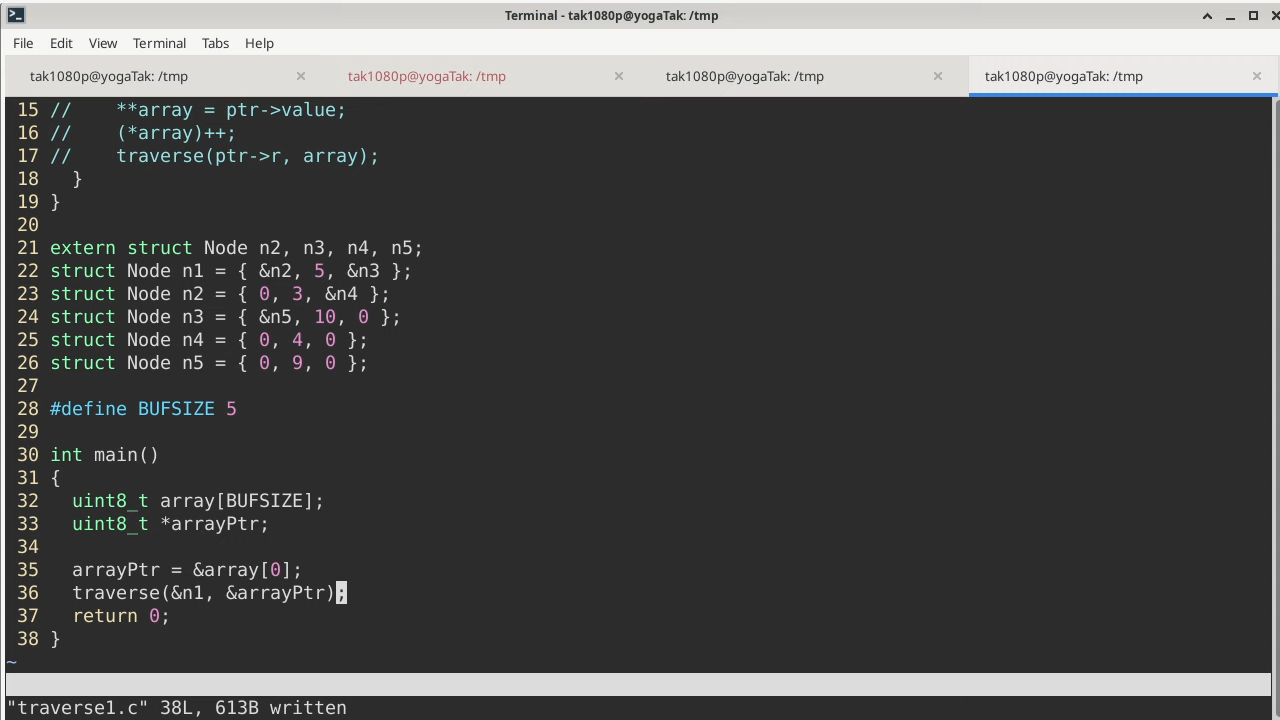 Terminal - tak1080p@yogaTak: /tmp
File Edit View Terminal Tabs Help
tak1080p@yogaTak: /tmp × tak1080p@yogaTak: /tmp × tak1080p@yogaTak: /tmp × tak1080p@yogaTak: /tmp ×
15 //    **array = ptr->value;
16 //    (*array)++;
17 //    traverse(ptr->r, array);
18   }
19 }
20
21 extern struct Node n2, n3, n4, n5;
22 struct Node n1 = { &n2, 5, &n3 };
23 struct Node n2 = { 0, 3, &n4 };
24 struct Node n3 = { &n5, 10, 0 };
25 struct Node n4 = { 0, 4, 0 };
26 struct Node n5 = { 0, 9, 0 };
27
28 #define BUFSIZE 5
29
30 int main()
31 {
32   uint8_t array[BUFSIZE];
33   uint8_t *arrayPtr;
34
35   arrayPtr = &array[0];
36   traverse(&n1, &arrayPtr);
37   return 0;
38 }
~
"traverse1.c" 38L, 613B written